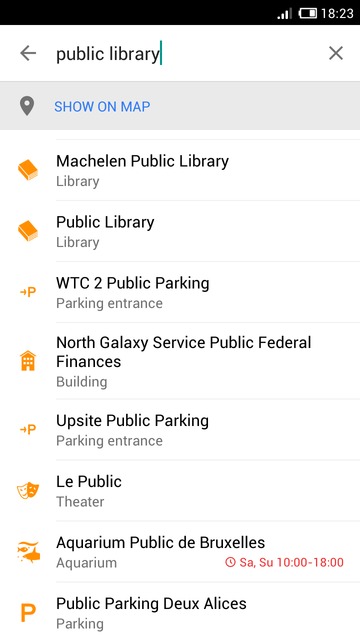 18:23
public library
SHOW ON MAP
Machelen Public Library
Library
Public Library
Library
WTC 2 Public Parking
P
Parking entrance
North Galaxy Service Public Federal
Finances
Building
Upsite Public Parking
P
Parking entrance
Le Public
Theater
Aquarium Public de Bruxelles
Aquarium
Sa, Su 10:00-18:00
Public Parking Deux Alices
P
Parking